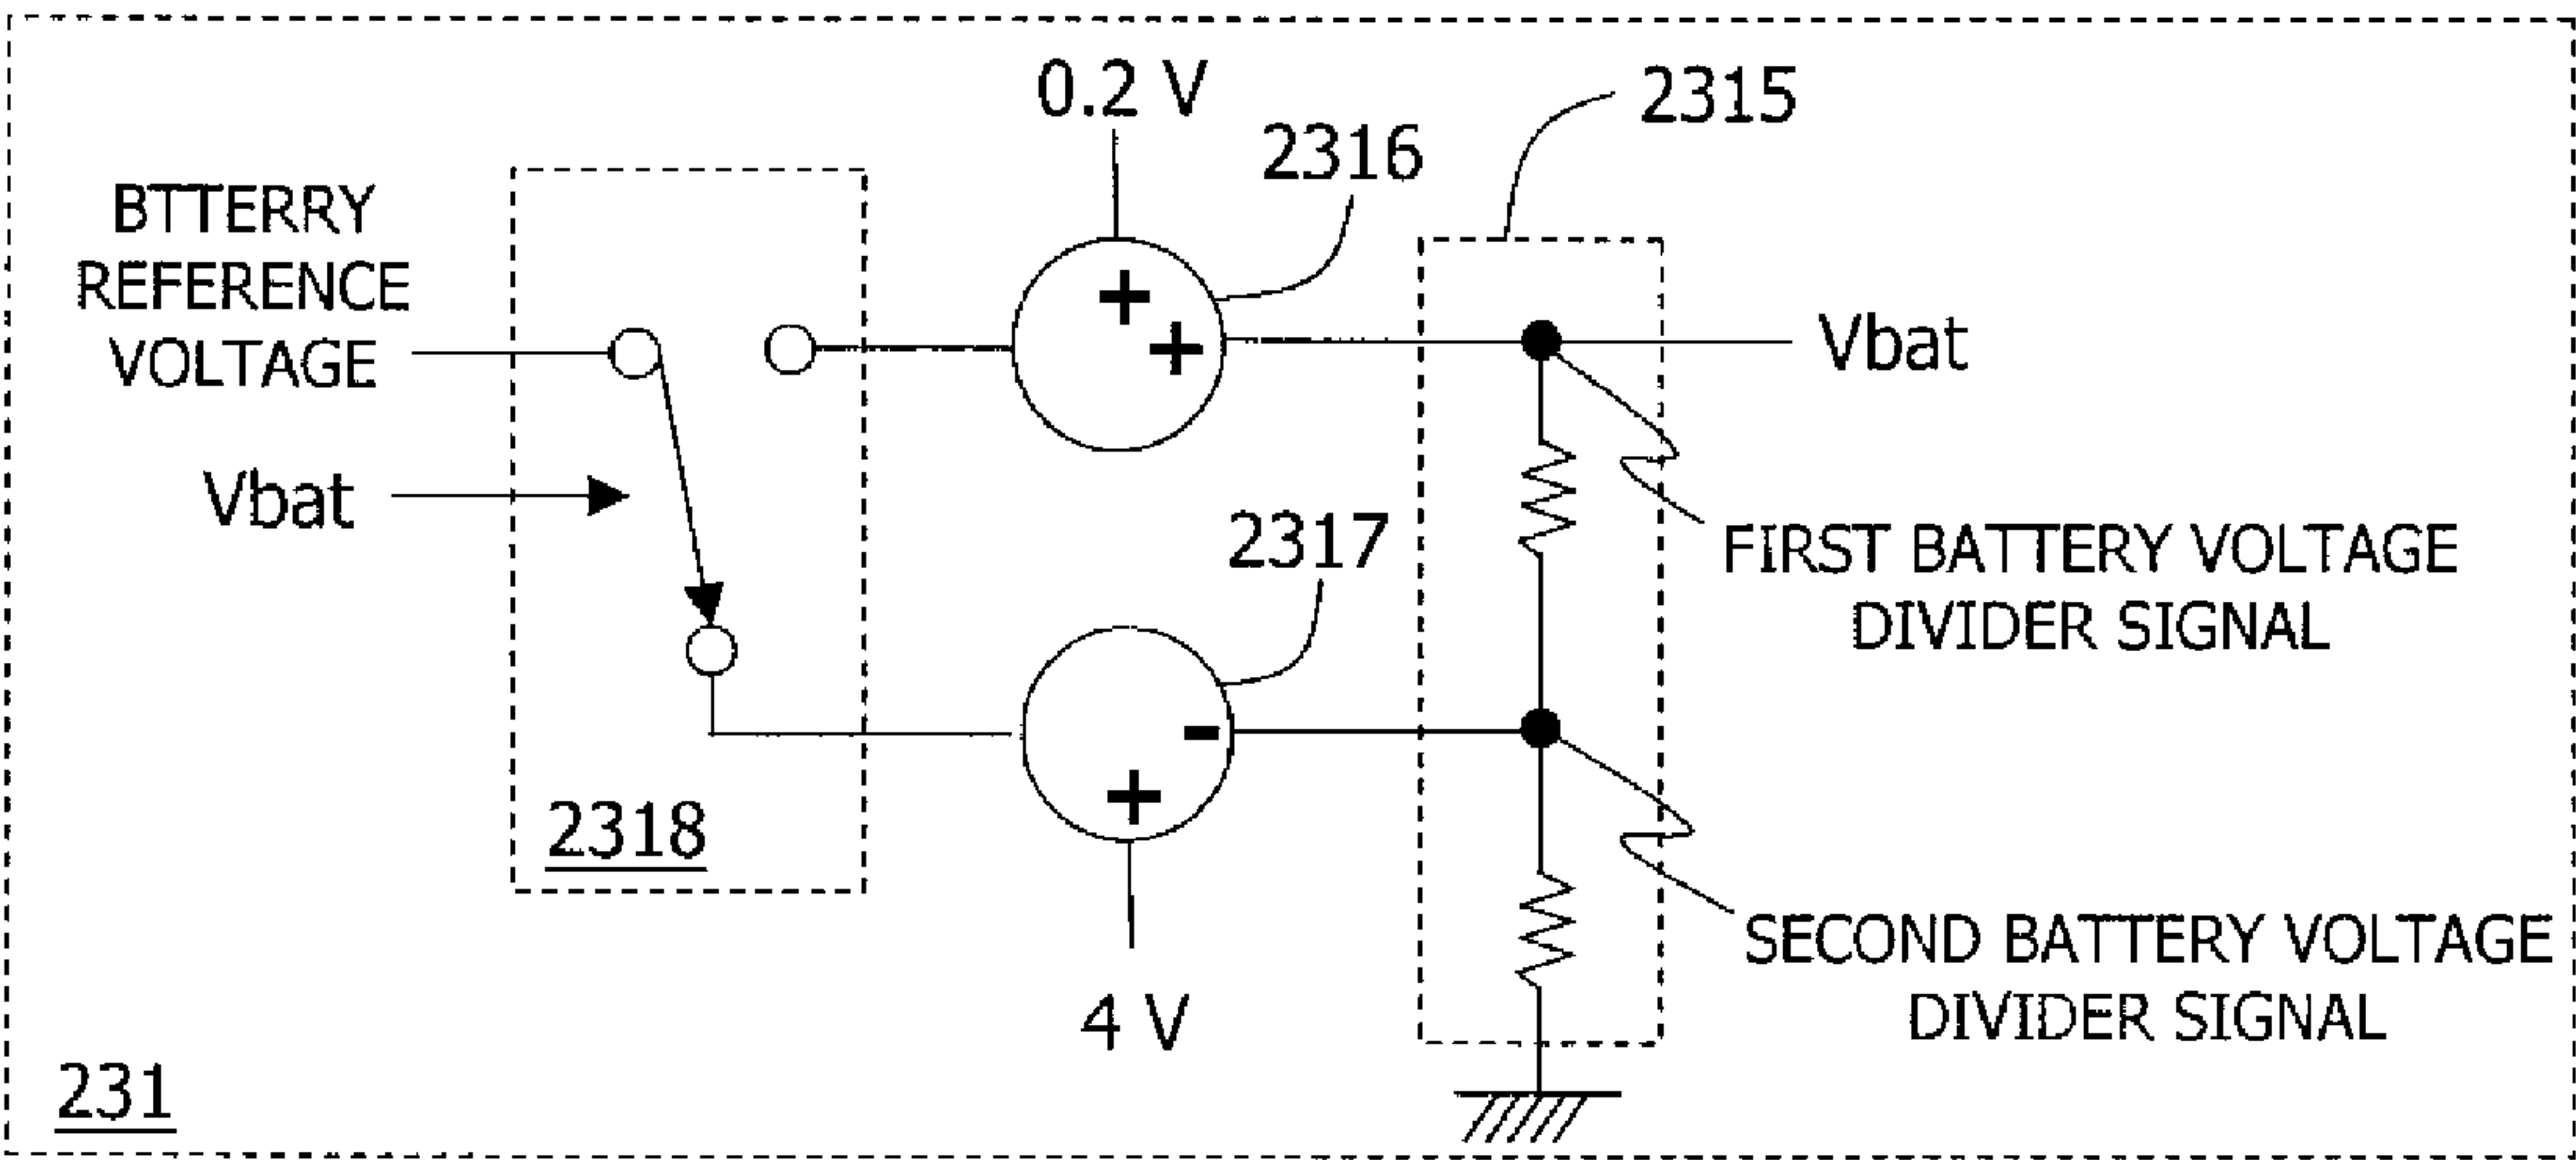 0.2 V
2315
2316
BTTERRY
REFERENCE
VOLTAGE
+
+
Vbat
Vbat
2317
FIRST BATTERY VOLTAGE
DIVIDER SIGNAL
-
+
2318
SECOND BATTERY VOLTAGE
DIVIDER SIGNAL
4 V
231